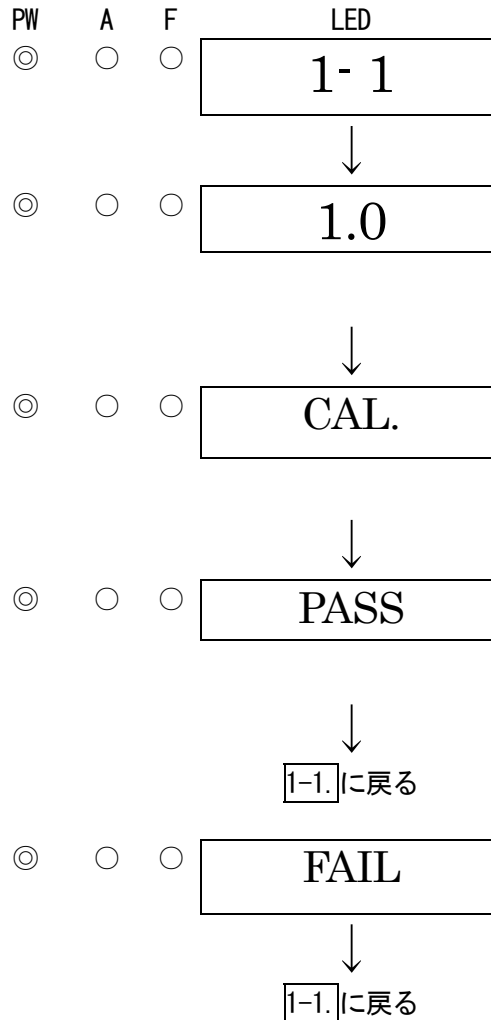 PW A F LED
◎ ○ ○ 1- 1
↓
◎ ○ ○ 1.0
↓
◎ ○ ○ CAL.
↓
◎ ○ ○ PASS
↓
1-1.に戻る
◎ ○ ○ FAIL
↓
1-1.に戻る